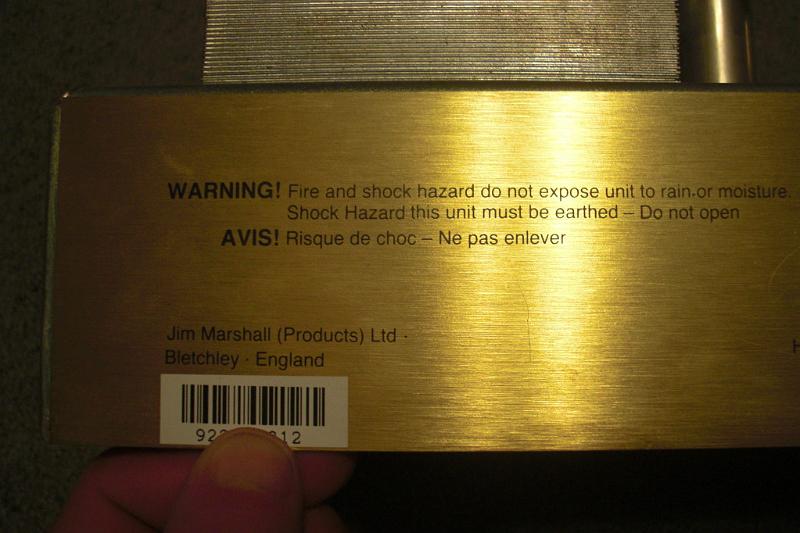 WARNING! Fire and shock hazard do not expose unit to rain or moisture.
Shock Hazard this unit must be earthed – Do not open
AVIS! Risque de choc – Ne pas enlever
Jim Marshall (Products) Ltd ·
Bletchley · England